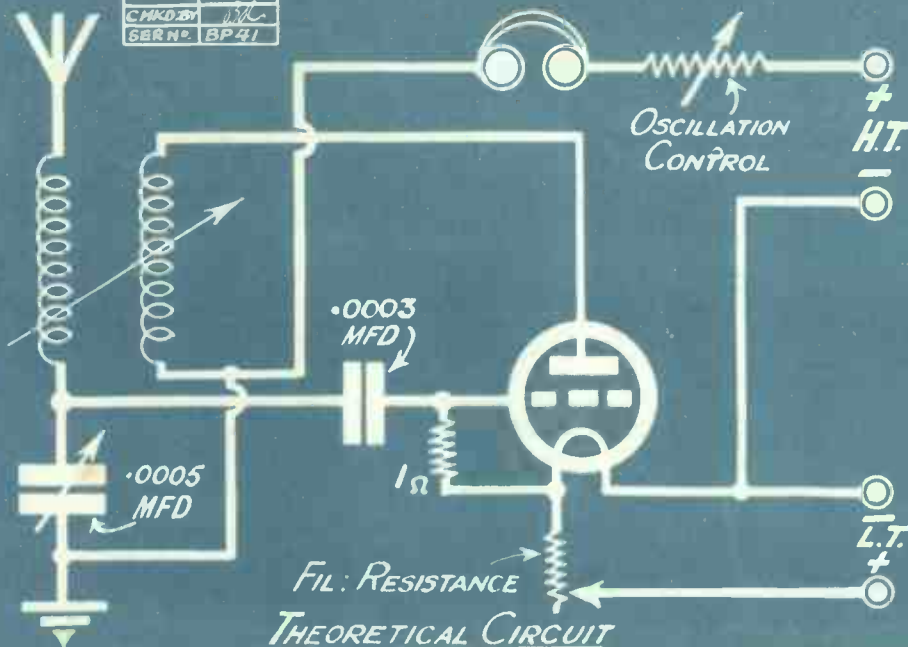 CHKD BY
SER Nº. BP41
OSCILLATION
CONTROL
+
H.T.
−
.0003
MFD
1Ω
.0005
MFD
−
L.T.
+
FIL: RESISTANCE
THEORETICAL CIRCUIT